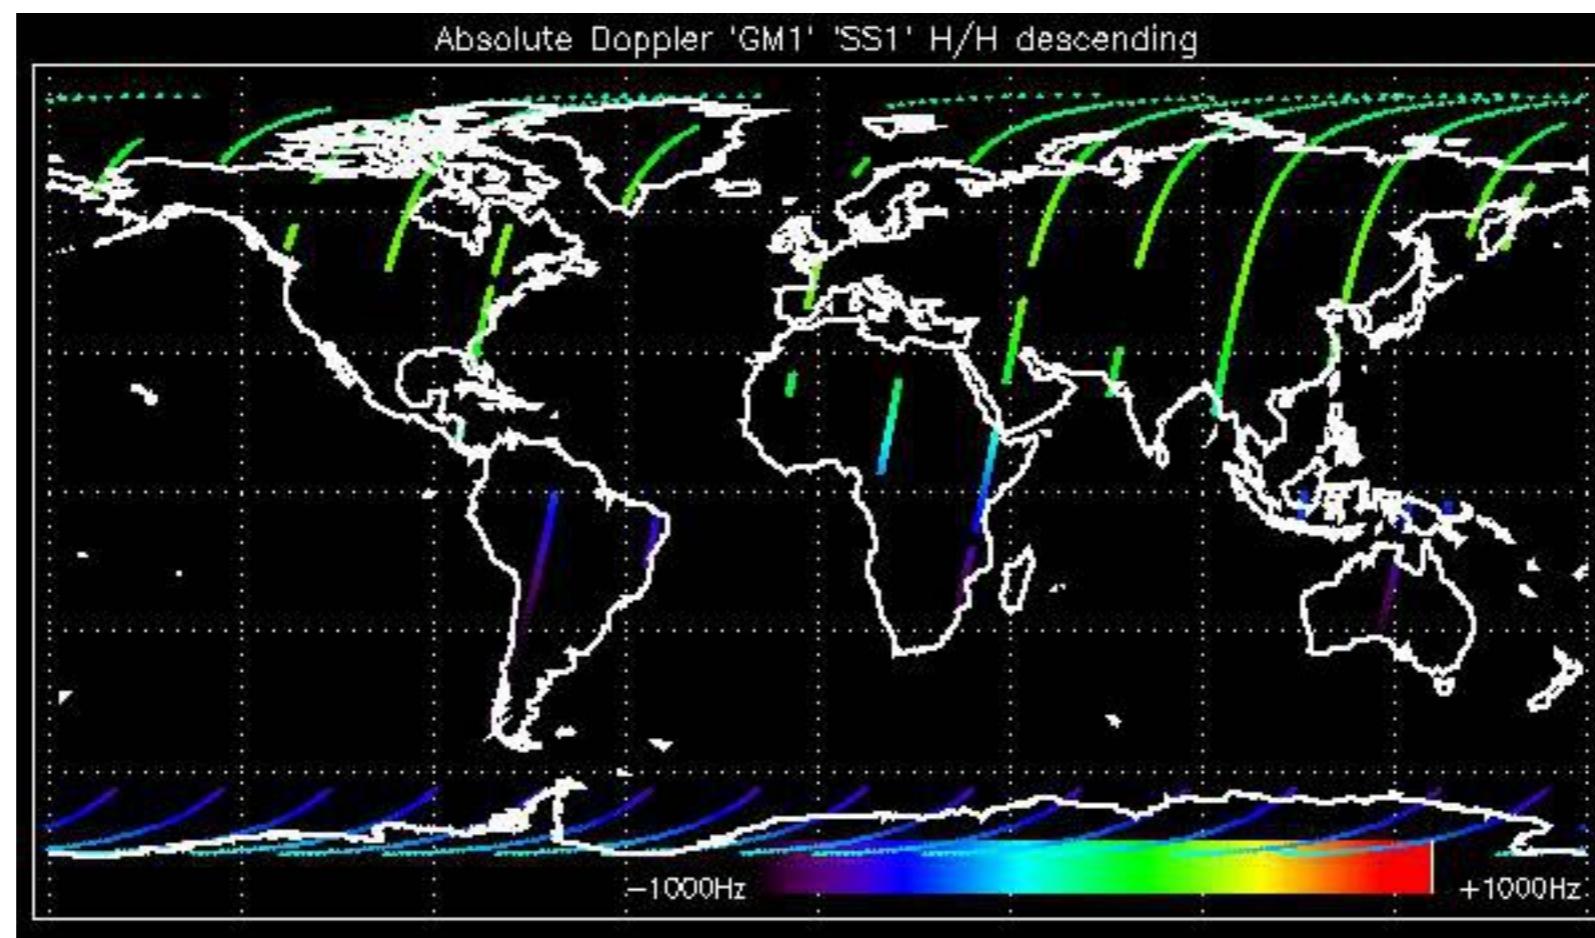 Absolute Doppler 'GM1' 'SS1' H/H descending
-1000Hz
+1000Hz